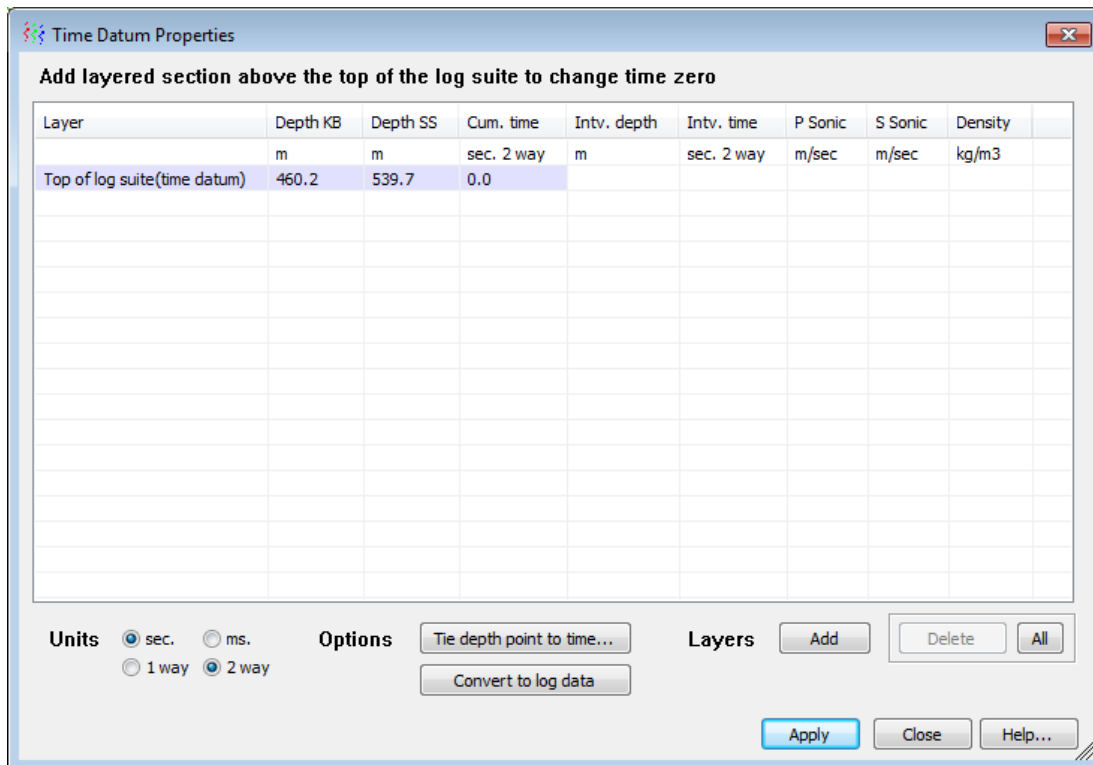 Time Datum Properties
Add layered section above the top of the log suite to change time zero
Layer Depth KB Depth SS Cum. time Intv. depth Intv. time P Sonic S Sonic Density
m m sec. 2 way m sec. 2 way m/sec m/sec kg/m3
Top of log suite(time datum) 460.2 539.7 0.0
Units sec. ms. Options Tie depth point to time... Layers Add Delete All
1 way 2 way Convert to log data
Apply Close Help...